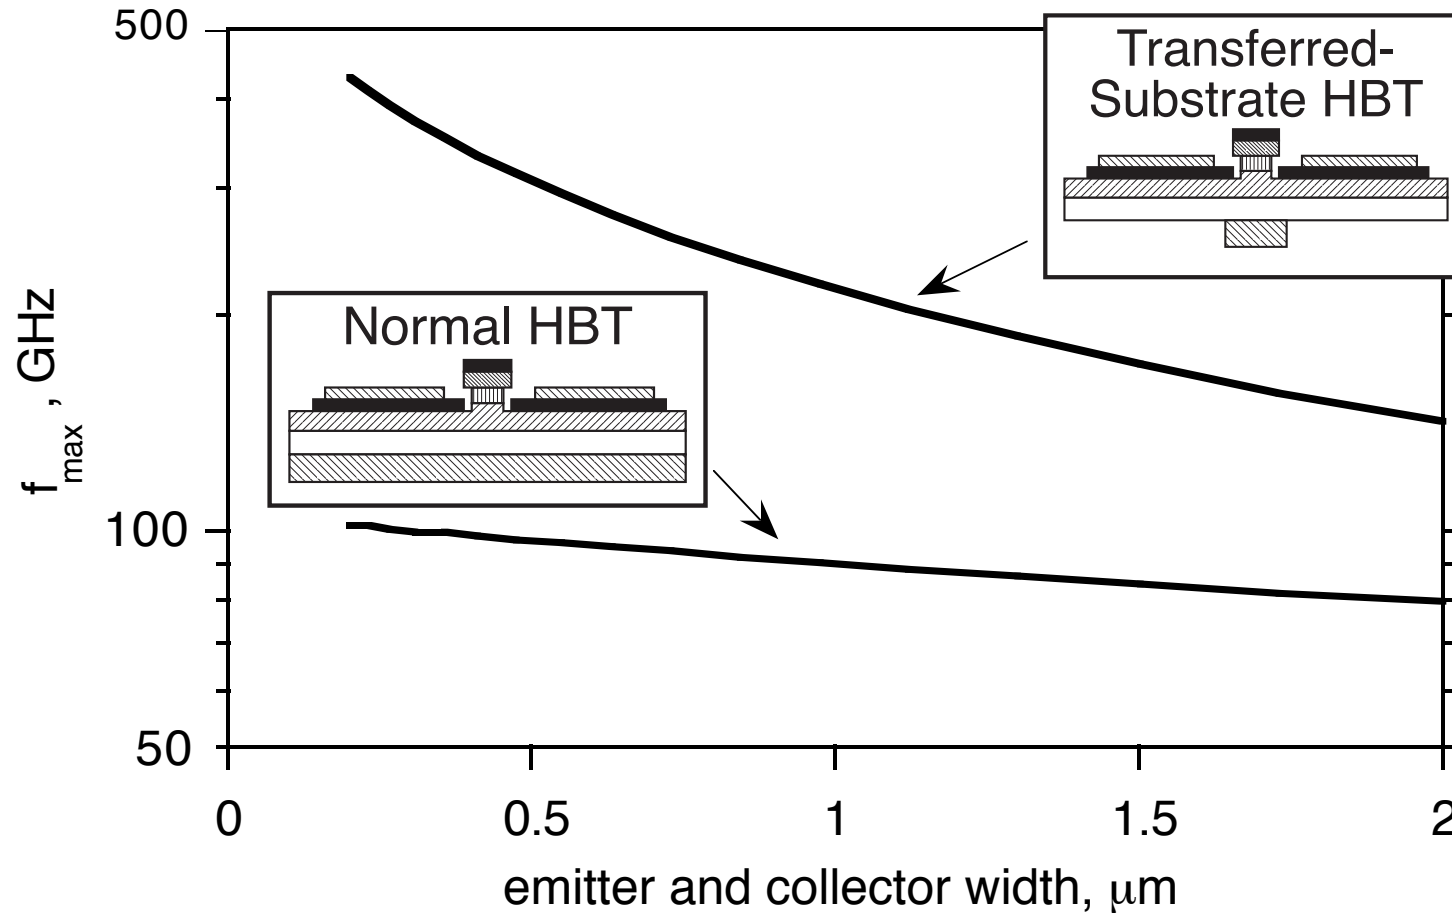 500
Transferred-
Substrate HBT
Normal HBT
f max , GHz
100
50
0 0.5 1 1.5 2
emitter and collector width, μm